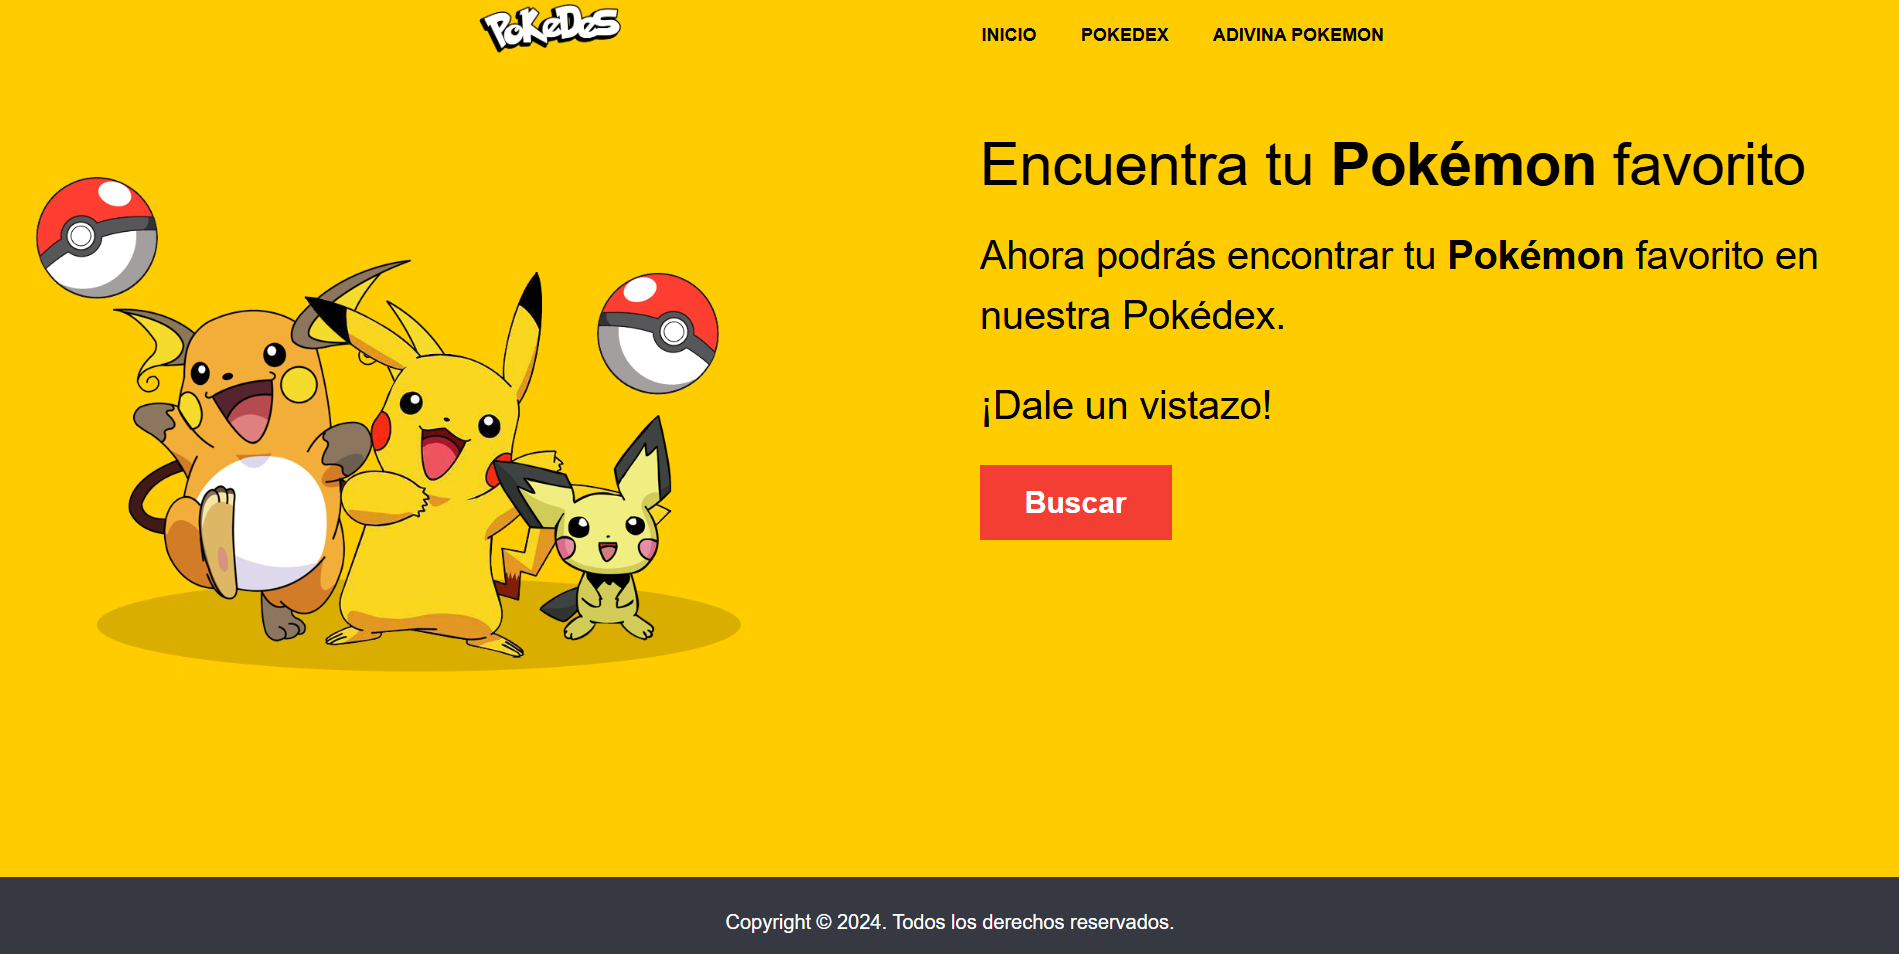 PoKeDeS
INICIO POKEDEX ADIVINA POKEMON
Encuentra tu Pokémon favorito
Ahora podrás encontrar tu Pokémon favorito en
nuestra Pokédex.
¡Dale un vistazo!
Buscar
Copyright © 2024. Todos los derechos reservados.